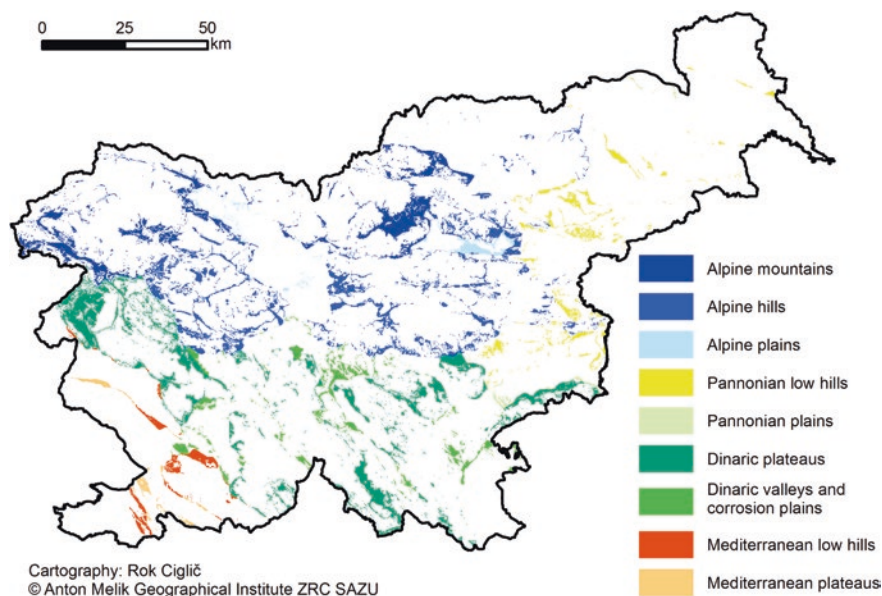 0 25 50
km
Alpine mountains
Alpine hills
Alpine plains
Pannonian low hills
Pannonian plains
Dinaric plateaus
Dinaric valleys and
corrosion plains
Mediterranean low hills
Mediterranean plateaus
Cartography: Rok Ciglič
© Anton Melik Geographical Institute ZRC SAZU